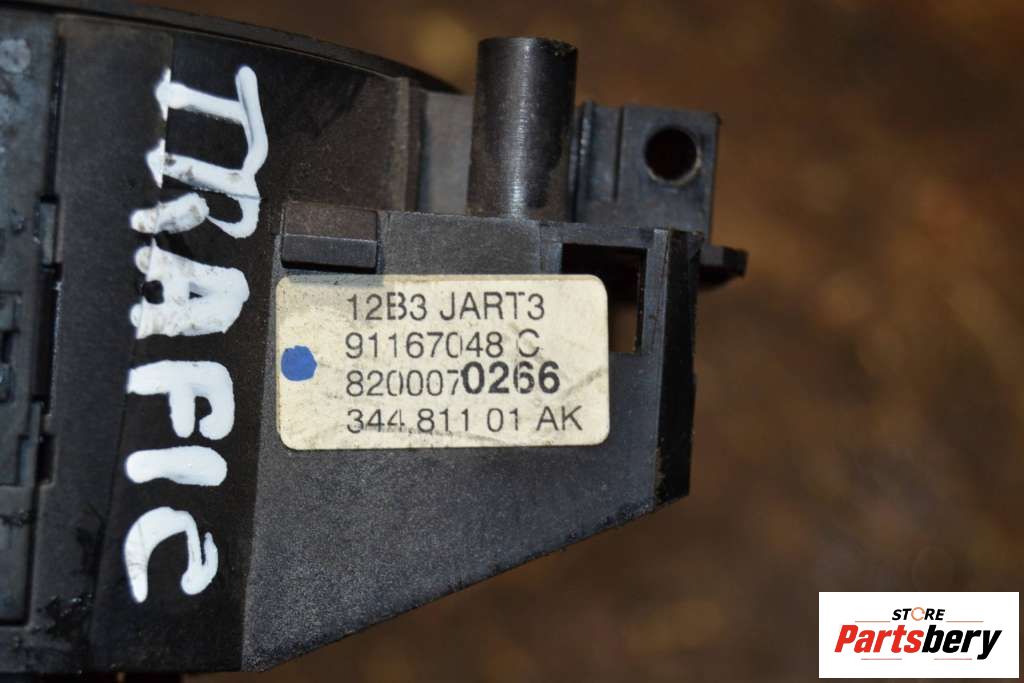 TRAFIC
12B3 JART3
91167048 C
8200070266
344.811 01 AK
STORE
Partsbery